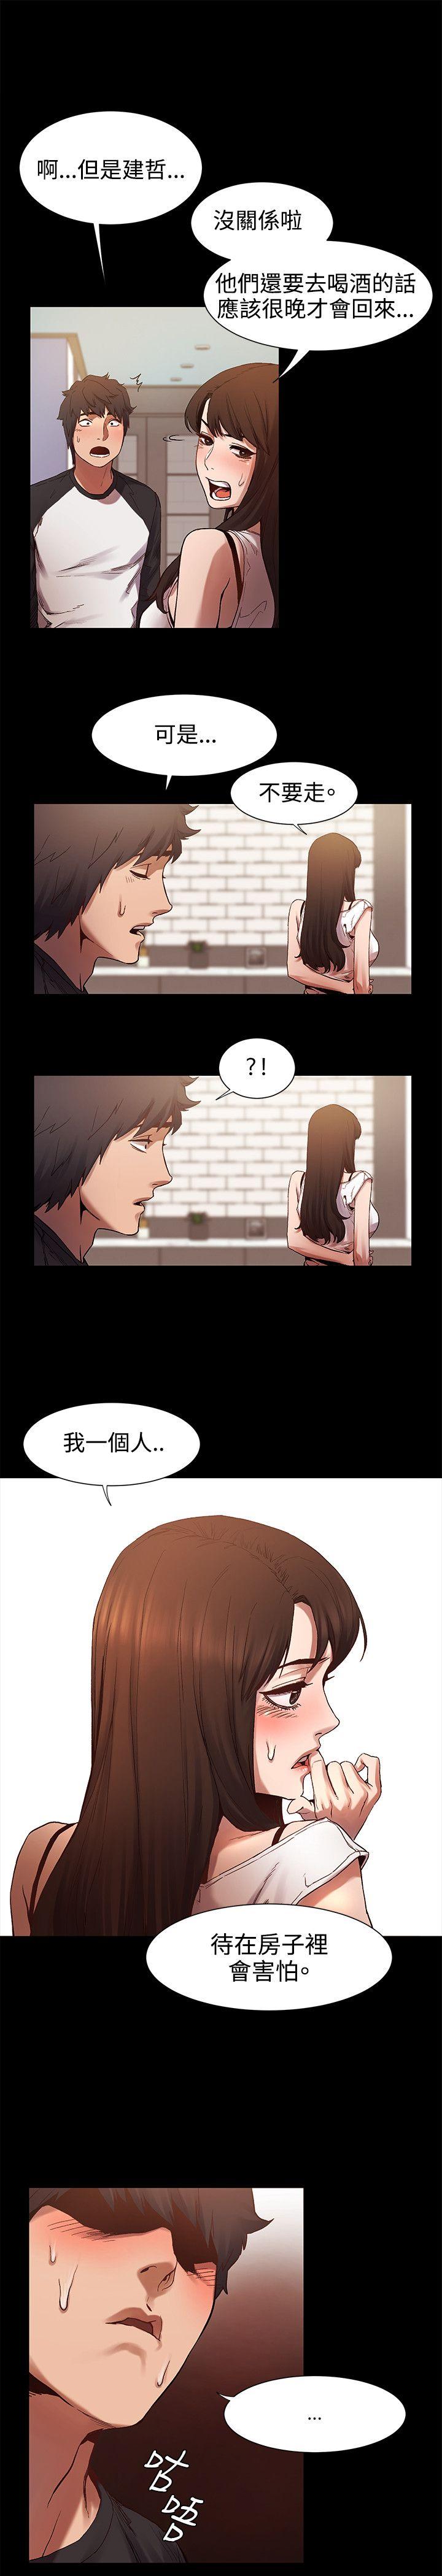 啊...但是建哲...
沒關係啦
他們還要去喝酒的話
應該很晚才會回來...
可是...
不要走。
?!
我一個人..
待在房子裡
會害怕。
...
咕
唔